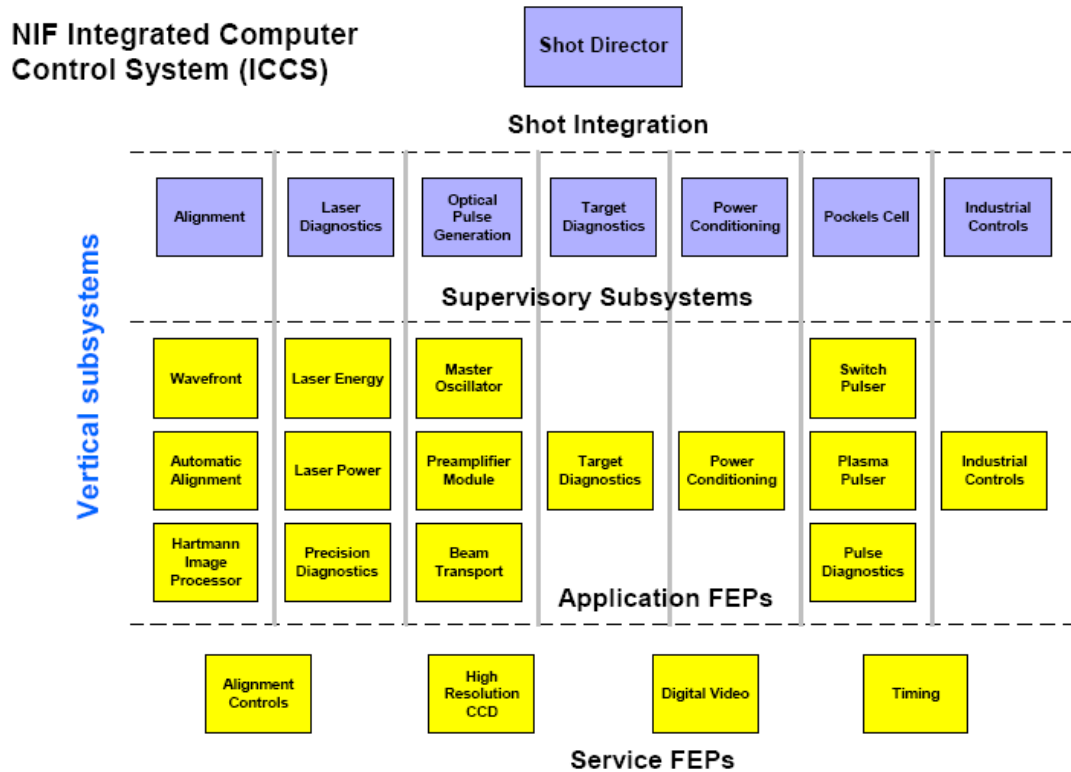 NIF Integrated Computer
Control System (ICCS)
Shot Director
Shot Integration
Vertical subsystems
Alignment
Laser
Diagnostics
Optical
Pulse
Generation
Target
Diagnostics
Power
Conditioning
Pockels Cell
Industrial
Controls
Supervisory Subsystems
Wavefront
Laser Energy
Master
Oscillator
Switch
Pulser
Automatic
Alignment
Laser Power
Preamplifier
Module
Target
Diagnostics
Power
Conditioning
Plasma
Pulser
Industrial
Controls
Hartmann
Image
Processor
Precision
Diagnostics
Beam
Transport
Pulse
Diagnostics
Application FEPs
Alignment
Controls
High
Resolution
CCD
Digital Video
Timing
Service FEPs